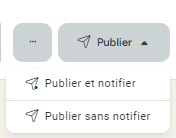 ...
Publier
Publier et notifier
Publier sans notifier